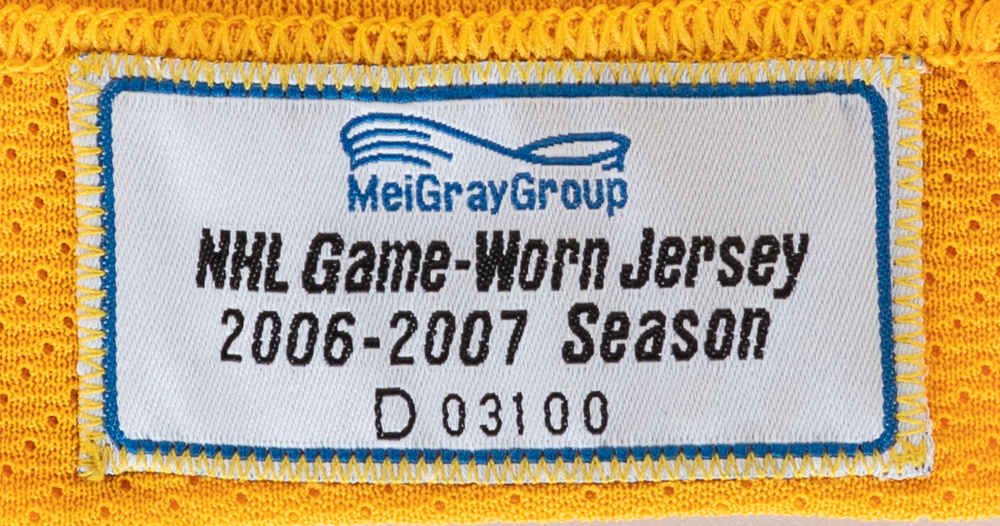 MeiGrayGroup
NHL Game-Worn Jersey
2006-2007 Season
D 03100